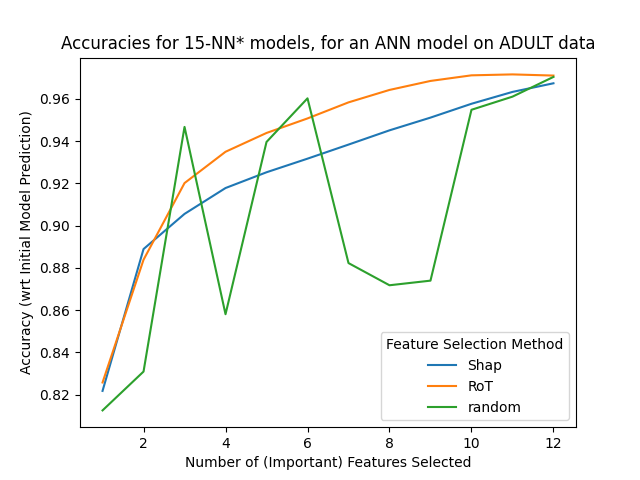 Accuracies for 15-NN* models, for an ANN model on ADULT data
Accuracy (wrt Initial Model Prediction)
0.96
0.94
0.92
0.90
0.88
0.86
0.84
0.82
Feature Selection Method
Shap
RoT
random
2
4
6
8
10
12
Number of (Important) Features Selected